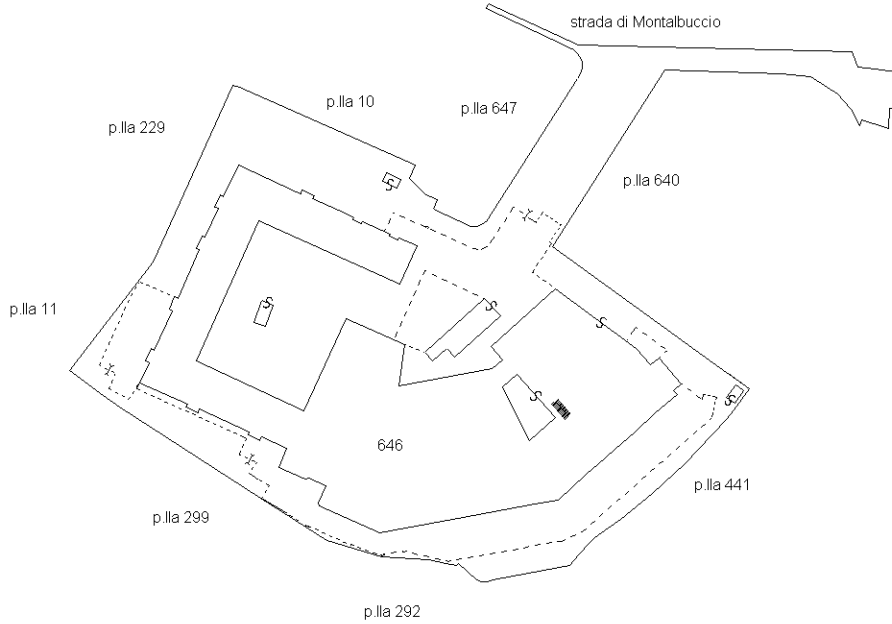 strada di Montalbuccio
p.lla 10
p.lla 647
p.lla 229
p.lla 640
p.lla 11
646
p.lla 441
p.lla 299
p.lla 292